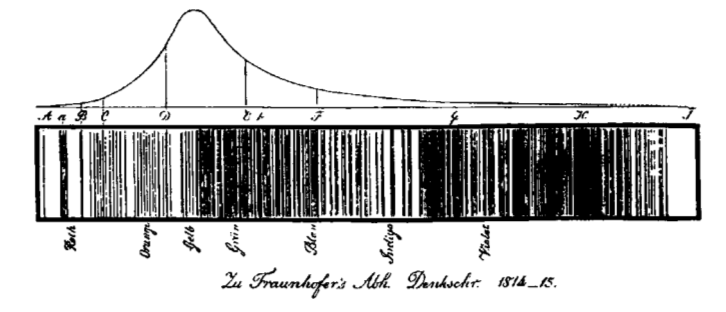 A a B C D E b F G H I
Roth Orange Gelb Grün Blau Indigo Violet
Zu Fraunhofer's Abh. Denkschr. 1814_15.